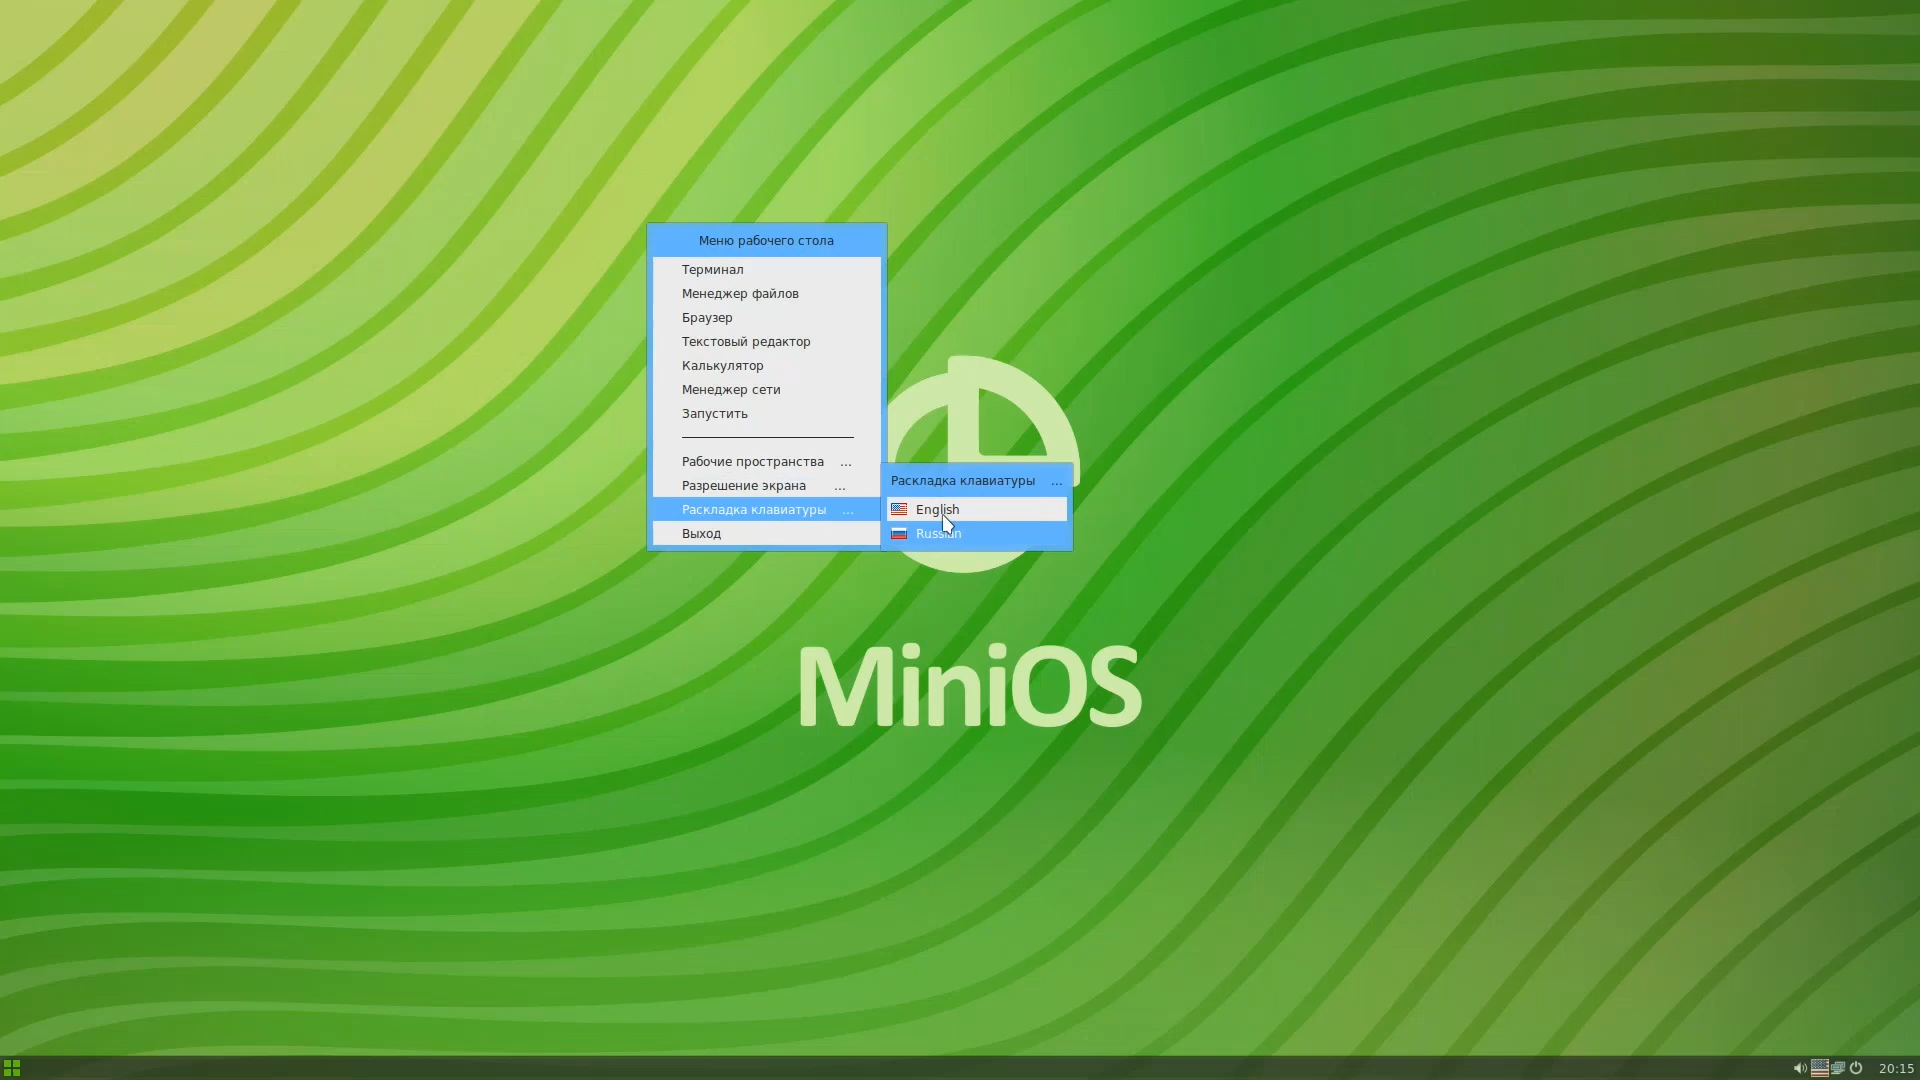 Меню рабочего стола
Терминал
Менеджер файлов
Браузер
Текстовый редактор
Калькулятор
Менеджер сети
Запустить
Рабочие пространства ...
Разрешение экрана ...
Раскладка клавиатуры ...
Выход
Раскладка клавиатуры ...
English
Russian
MiniOS
20:15